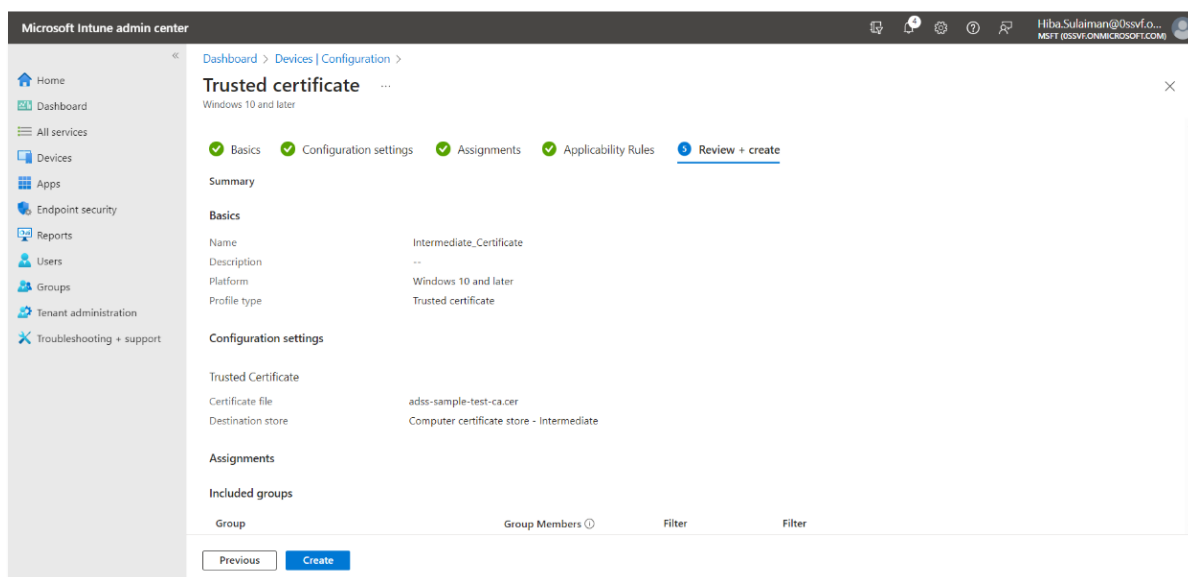 Microsoft Intune admin center
4
Hiba.Sulaiman@0ssvf.o...
MSFT (0SSVF.ONMICROSOFT.COM)
«
Dashboard > Devices | Configuration >
Home
Dashboard
All services
Devices
Apps
Endpoint security
Reports
Users
Groups
Tenant administration
Troubleshooting + support
Trusted certificate ...
Windows 10 and later
Basics Configuration settings Assignments Applicability Rules 5 Review + create
Summary
Basics
Name Intermediate_Certificate
Description --
Platform Windows 10 and later
Profile type Trusted certificate
Configuration settings
Trusted Certificate
Certificate file adss-sample-test-ca.cer
Destination store Computer certificate store - Intermediate
Assignments
Included groups
Group Group Members Filter Filter
Previous Create